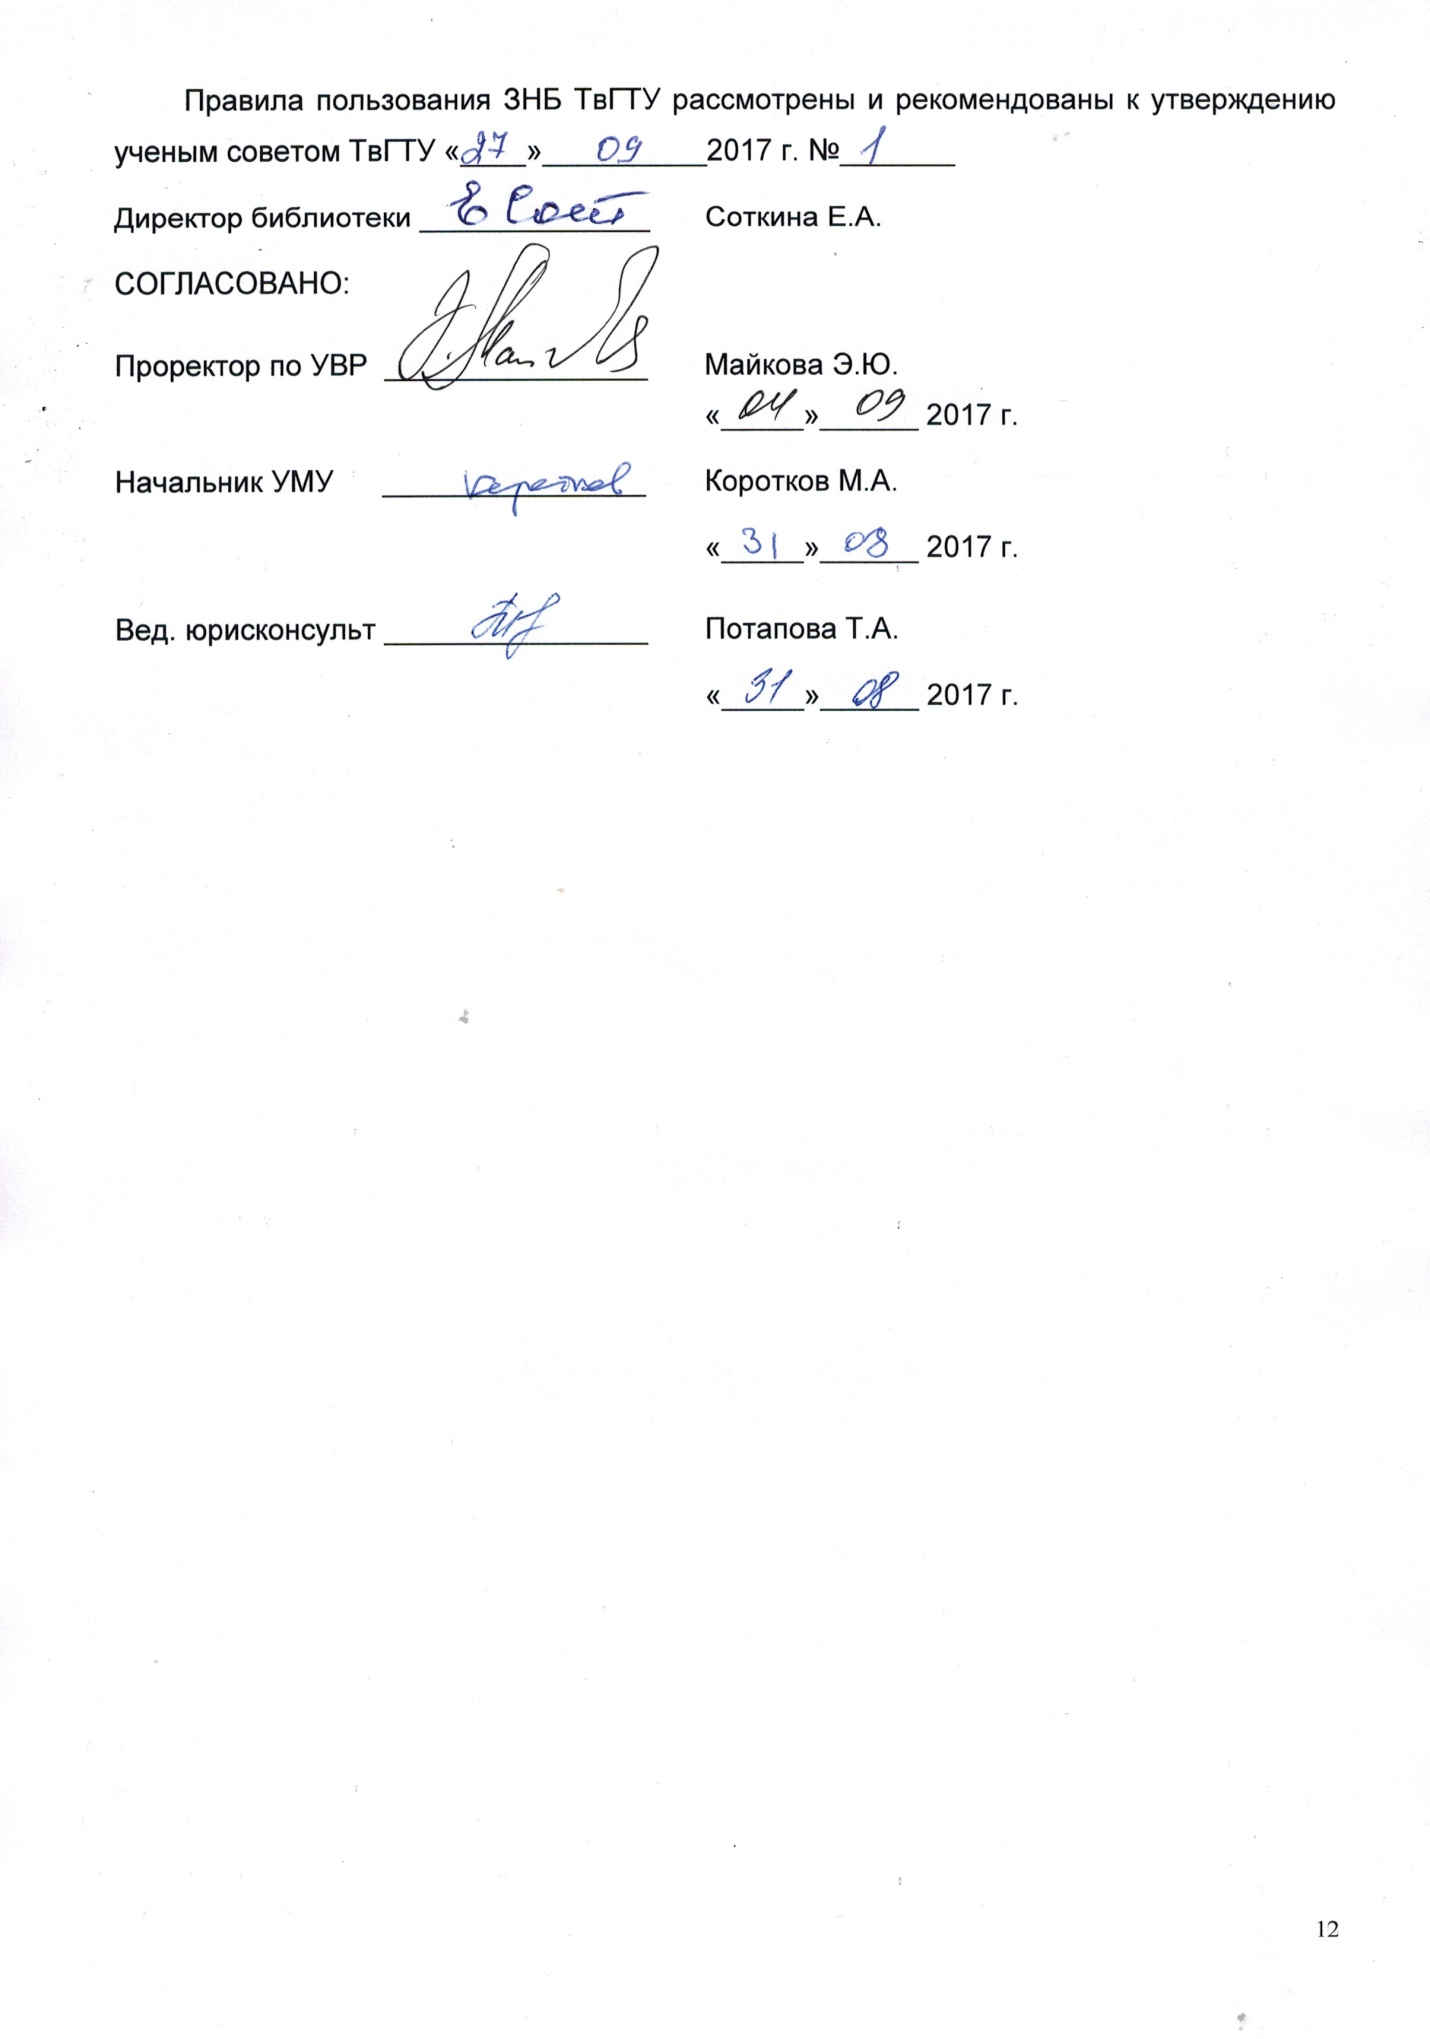 Правила пользования ЗНБ ТвГТУ рассмотрены и рекомендованы к утверждению
ученым советом ТвГТУ «27» 09 2017 г. № 1
Директор библиотеки Е Сот Соткина Е.А.
СОГЛАСОВАНО:
Проректор по УВР Майкова Э.Ю.
«04» 09 2017 г.
Начальник УМУ Коротков Коротков М.А.
«31» 08 2017 г.
Вед. юрисконсульт Потапова Т.А.
«31» 08 2017 г.
12